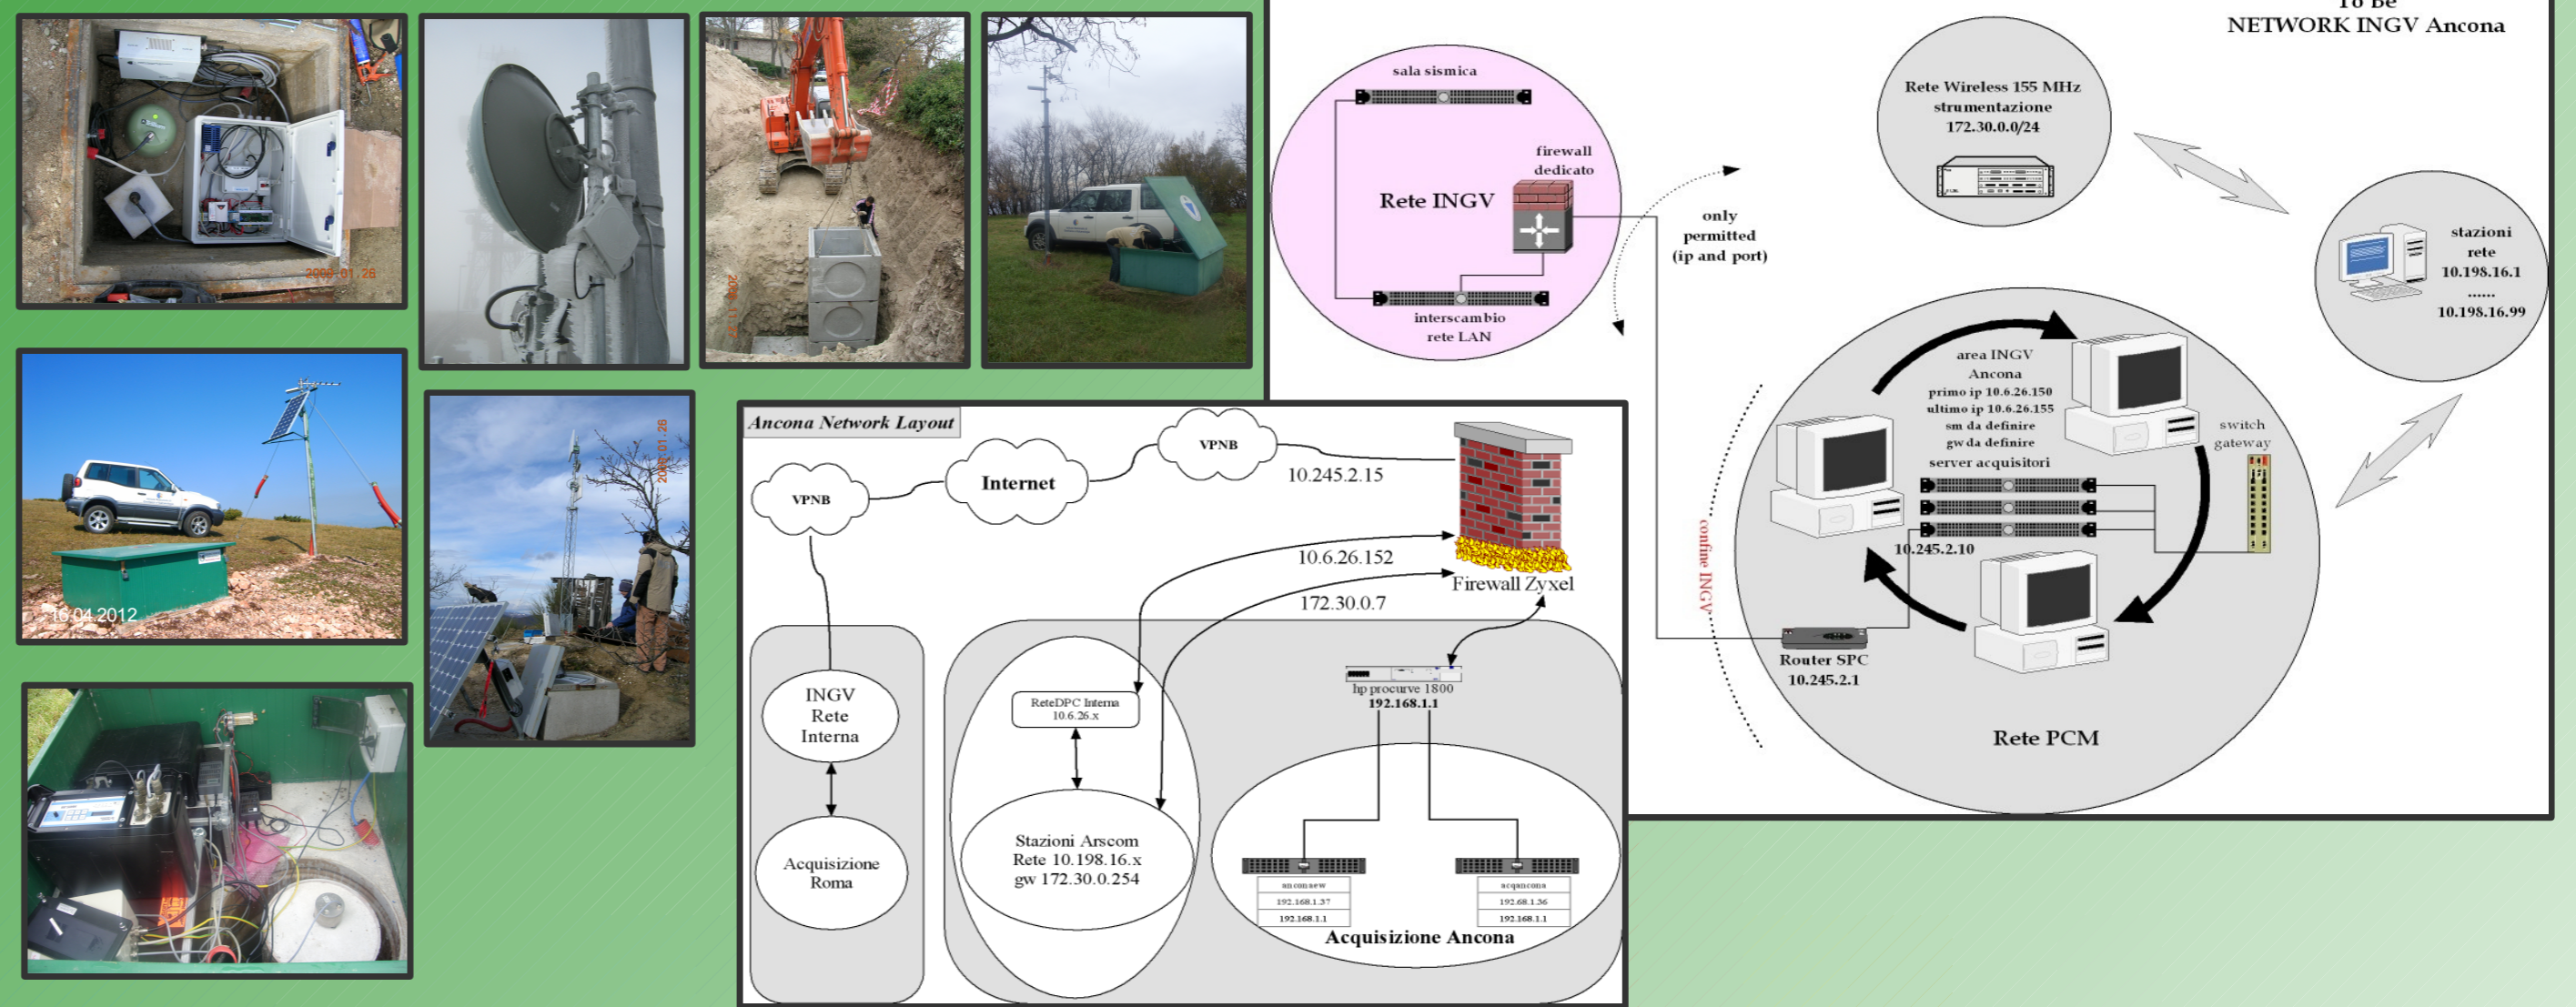 To be
NETWORK INGV Ancona
sala sismica
firewall
dedicato
Rete INGV
interscambio
rete LAN
only
permitted
(ip and port)
Rete Wireless 155 MHz
strumentazione
172.30.0.0/24
stazioni
rete
10.198.16.1
......
10.198.16.99
area INGV
Ancona
primo ip 10.6.26.150
ultimo ip 10.6.26.155
sm da definire
gw da definire
server acquisitori
switch
gateway
10.245.2.10
confine INGV
Router SPC
10.245.2.1
Rete PCM
Ancona Network Layout
VPNB
Internet
VPNB
10.245.2.15
10.6.26.152
172.30.0.7
Firewall Zyxel
INGV
Rete
Interna
Acquisizione
Roma
ReteDPC Interna
10.6.26.x
Stazioni Arscom
Rete 10.198.16.x
gw 172.30.0.254
hp procurve 1800
192.168.1.1
anconaew
192.168.1.37
192.168.1.1
acqancona
192.68.1.36
192.168.1.1
Acquisizione Ancona
16.04.2012